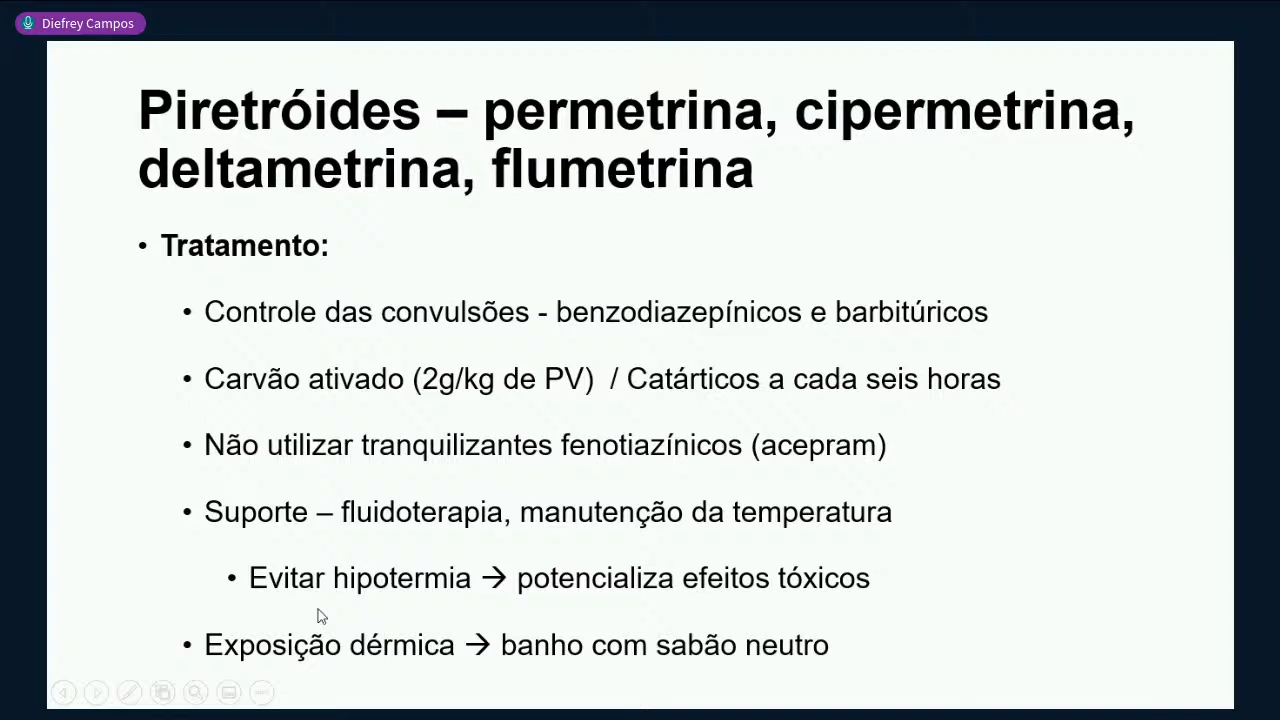 Diefrey Campos
Piretróides – permetrina, cipermetrina,
deltametrina, flumetrina
• Tratamento:
• Controle das convulsões - benzodiazepínicos e barbitúricos
• Carvão ativado (2g/kg de PV) / Catárticos a cada seis horas
• Não utilizar tranquilizantes fenotiazínicos (acepram)
• Suporte – fluidoterapia, manutenção da temperatura
• Evitar hipotermia → potencializa efeitos tóxicos
• Exposição dérmica → banho com sabão neutro